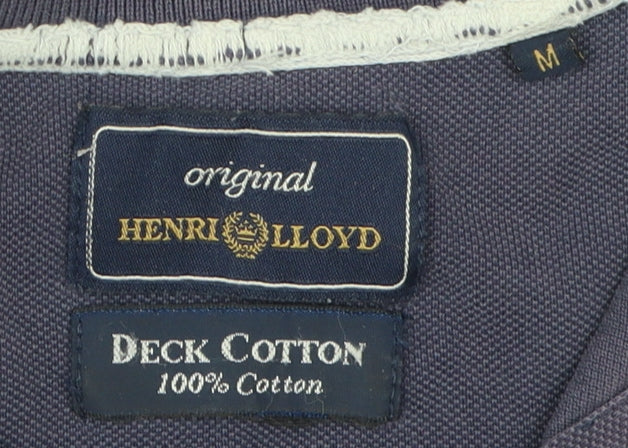 M
original
HENRI LLOYD
DECK COTTON
100% Cotton